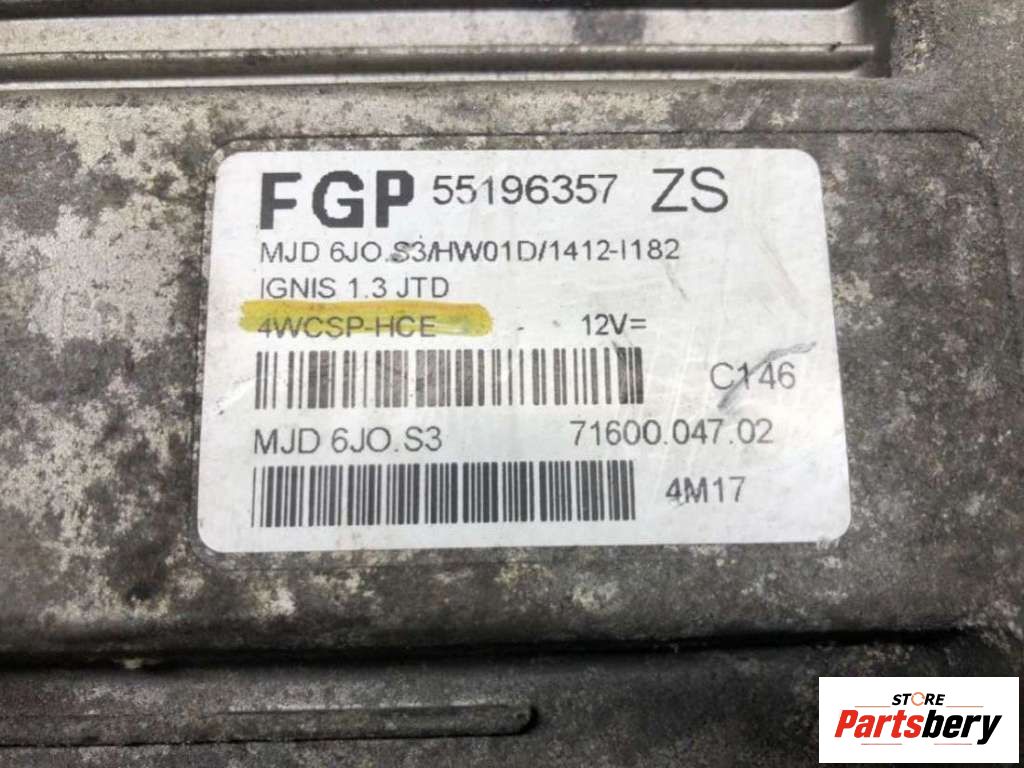 FGP 55196357 ZS
MJD 6JO.S3/HW01D/1412-I182
IGNIS 1.3 JTD
4WCSP-HCE 12V=
C146
MJD 6JO.S3 71600.047.02
4M17
STORE
Partsbery